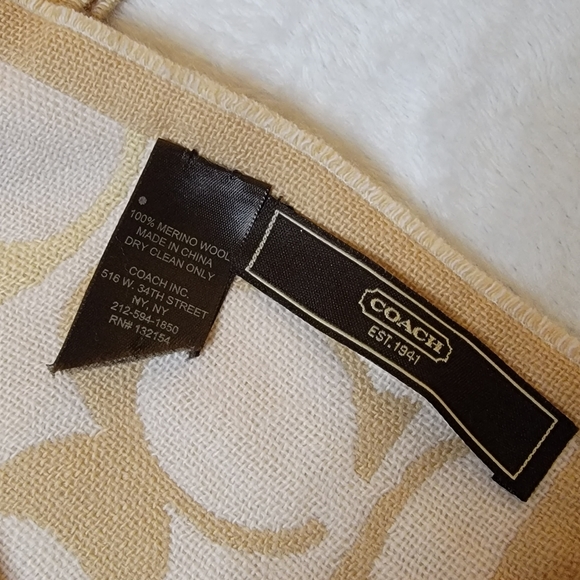 100% MERINO WOOL
MADE IN CHINA
DRY CLEAN ONLY
COACH INC.
516 W. 34TH STREET
NY, NY
212-594-1850
RN# 132154
COACH
EST.1941